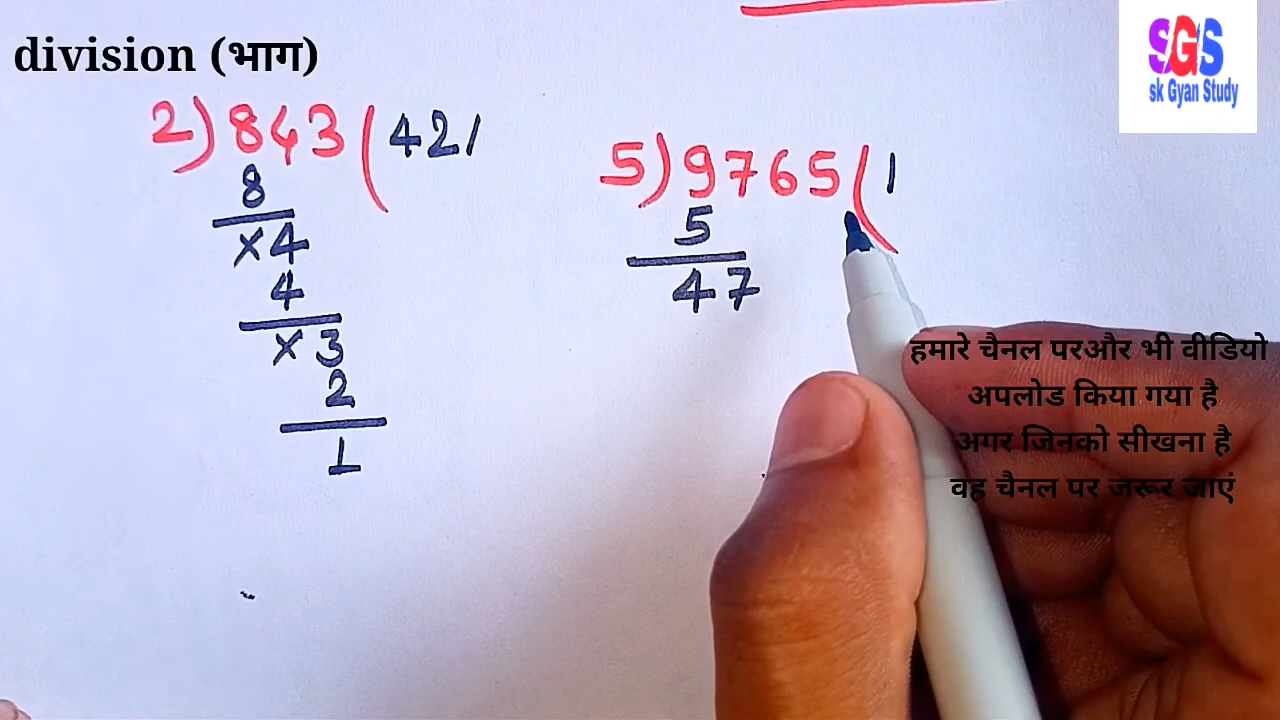 division (भाग)
SGS
sk Gyan Study
2)843(421
8
×4
4
×3
2
1
5)9765(1
5
47
हमारे चैनल परऔर भी वीडियो
अपलोड किया गया है
अगर जिनको सीखना है
वह चैनल पर जरूर जाएं